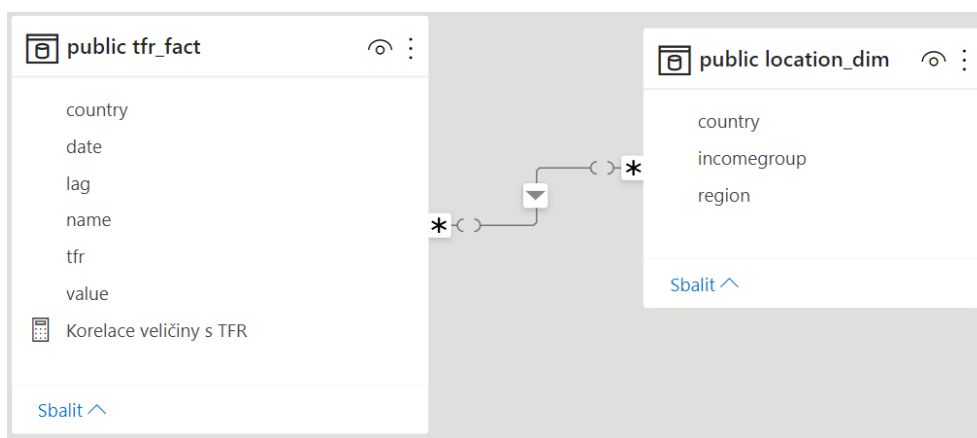 public tfr_fact
country
date
lag
name
tfr
value
Korelace veličiny s TFR
Sbalit
public location_dim
country
incomegroup
region
Sbalit
*
*